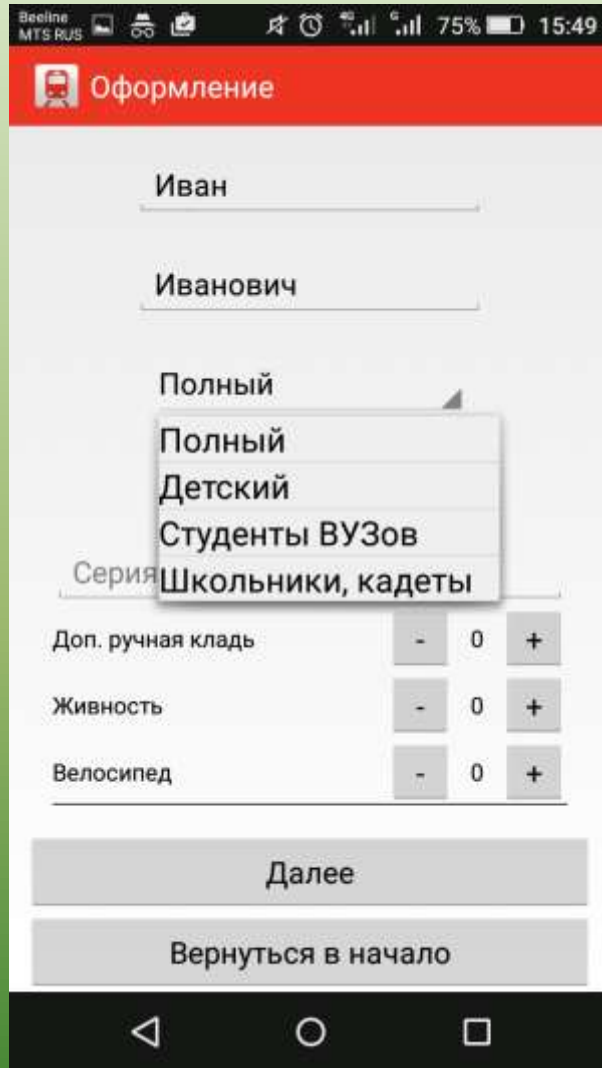 Beeline
MTS RUS 4G G 75% 15:49
Оформление
Иван
Иванович
Полный
Полный
Детский
Студенты ВУЗов
Серия Школьники, кадеты
Доп. ручная кладь - 0 +
Живность - 0 +
Велосипед - 0 +
Далее
Вернуться в начало